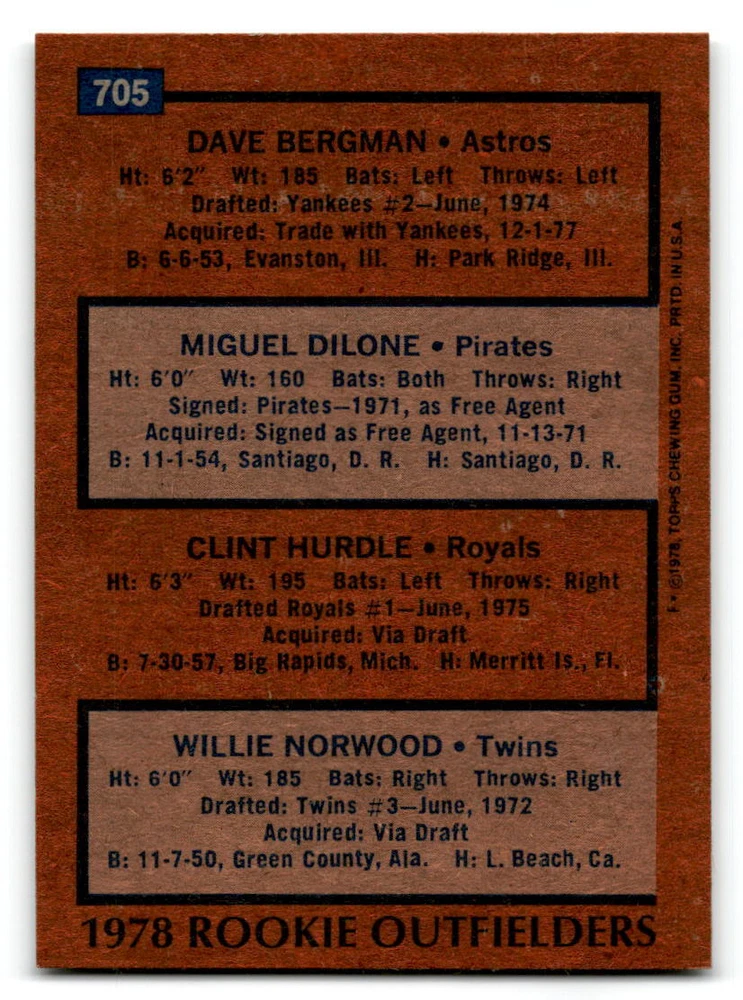 705
DAVE BERGMAN • Astros
Ht: 6'2" Wt: 185 Bats: Left Throws: Left
Drafted: Yankees #2—June, 1974
Acquired: Trade with Yankees, 12-1-77
B: 6-6-53, Evanston, Ill. H: Park Ridge, Ill.
MIGUEL DILONE • Pirates
Ht: 6'0" Wt: 160 Bats: Both Throws: Right
Signed: Pirates—1971, as Free Agent
Acquired: Signed as Free Agent, 11-13-71
B: 11-1-54, Santiago, D. R. H: Santiago, D. R.
CLINT HURDLE • Royals
Ht: 6'3" Wt: 195 Bats: Left Throws: Right
Drafted Royals #1—June, 1975
Acquired: Via Draft
B: 7-30-57, Big Rapids, Mich. H: Merritt Is., Fl.
WILLIE NORWOOD • Twins
Ht: 6'0" Wt: 185 Bats: Right Throws: Right
Drafted: Twins #3—June, 1972
Acquired: Via Draft
B: 11-7-50, Green County, Ala. H: L. Beach, Ca.
1978 ROOKIE OUTFIELDERS
F* ©1978, TOPPS CHEWING GUM, INC. PRTD. IN U.S.A